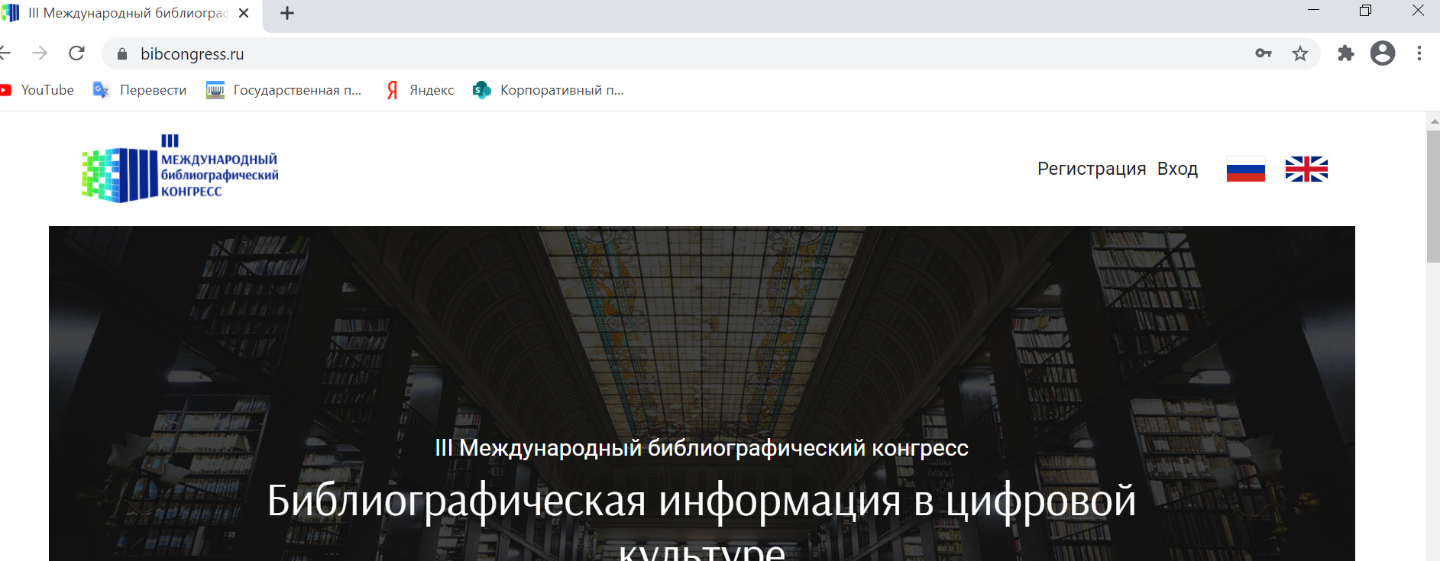 III Международный библиограф
bibcongress.ru
YouTube Перевести Государственная п... Яндекс Корпоративный п...
III
МЕЖДУНАРОДНЫЙ
библиографический
КОНГРЕСС
Регистрация Вход
III Международный библиографический конгресс
Библиографическая информация в цифровой
культуре